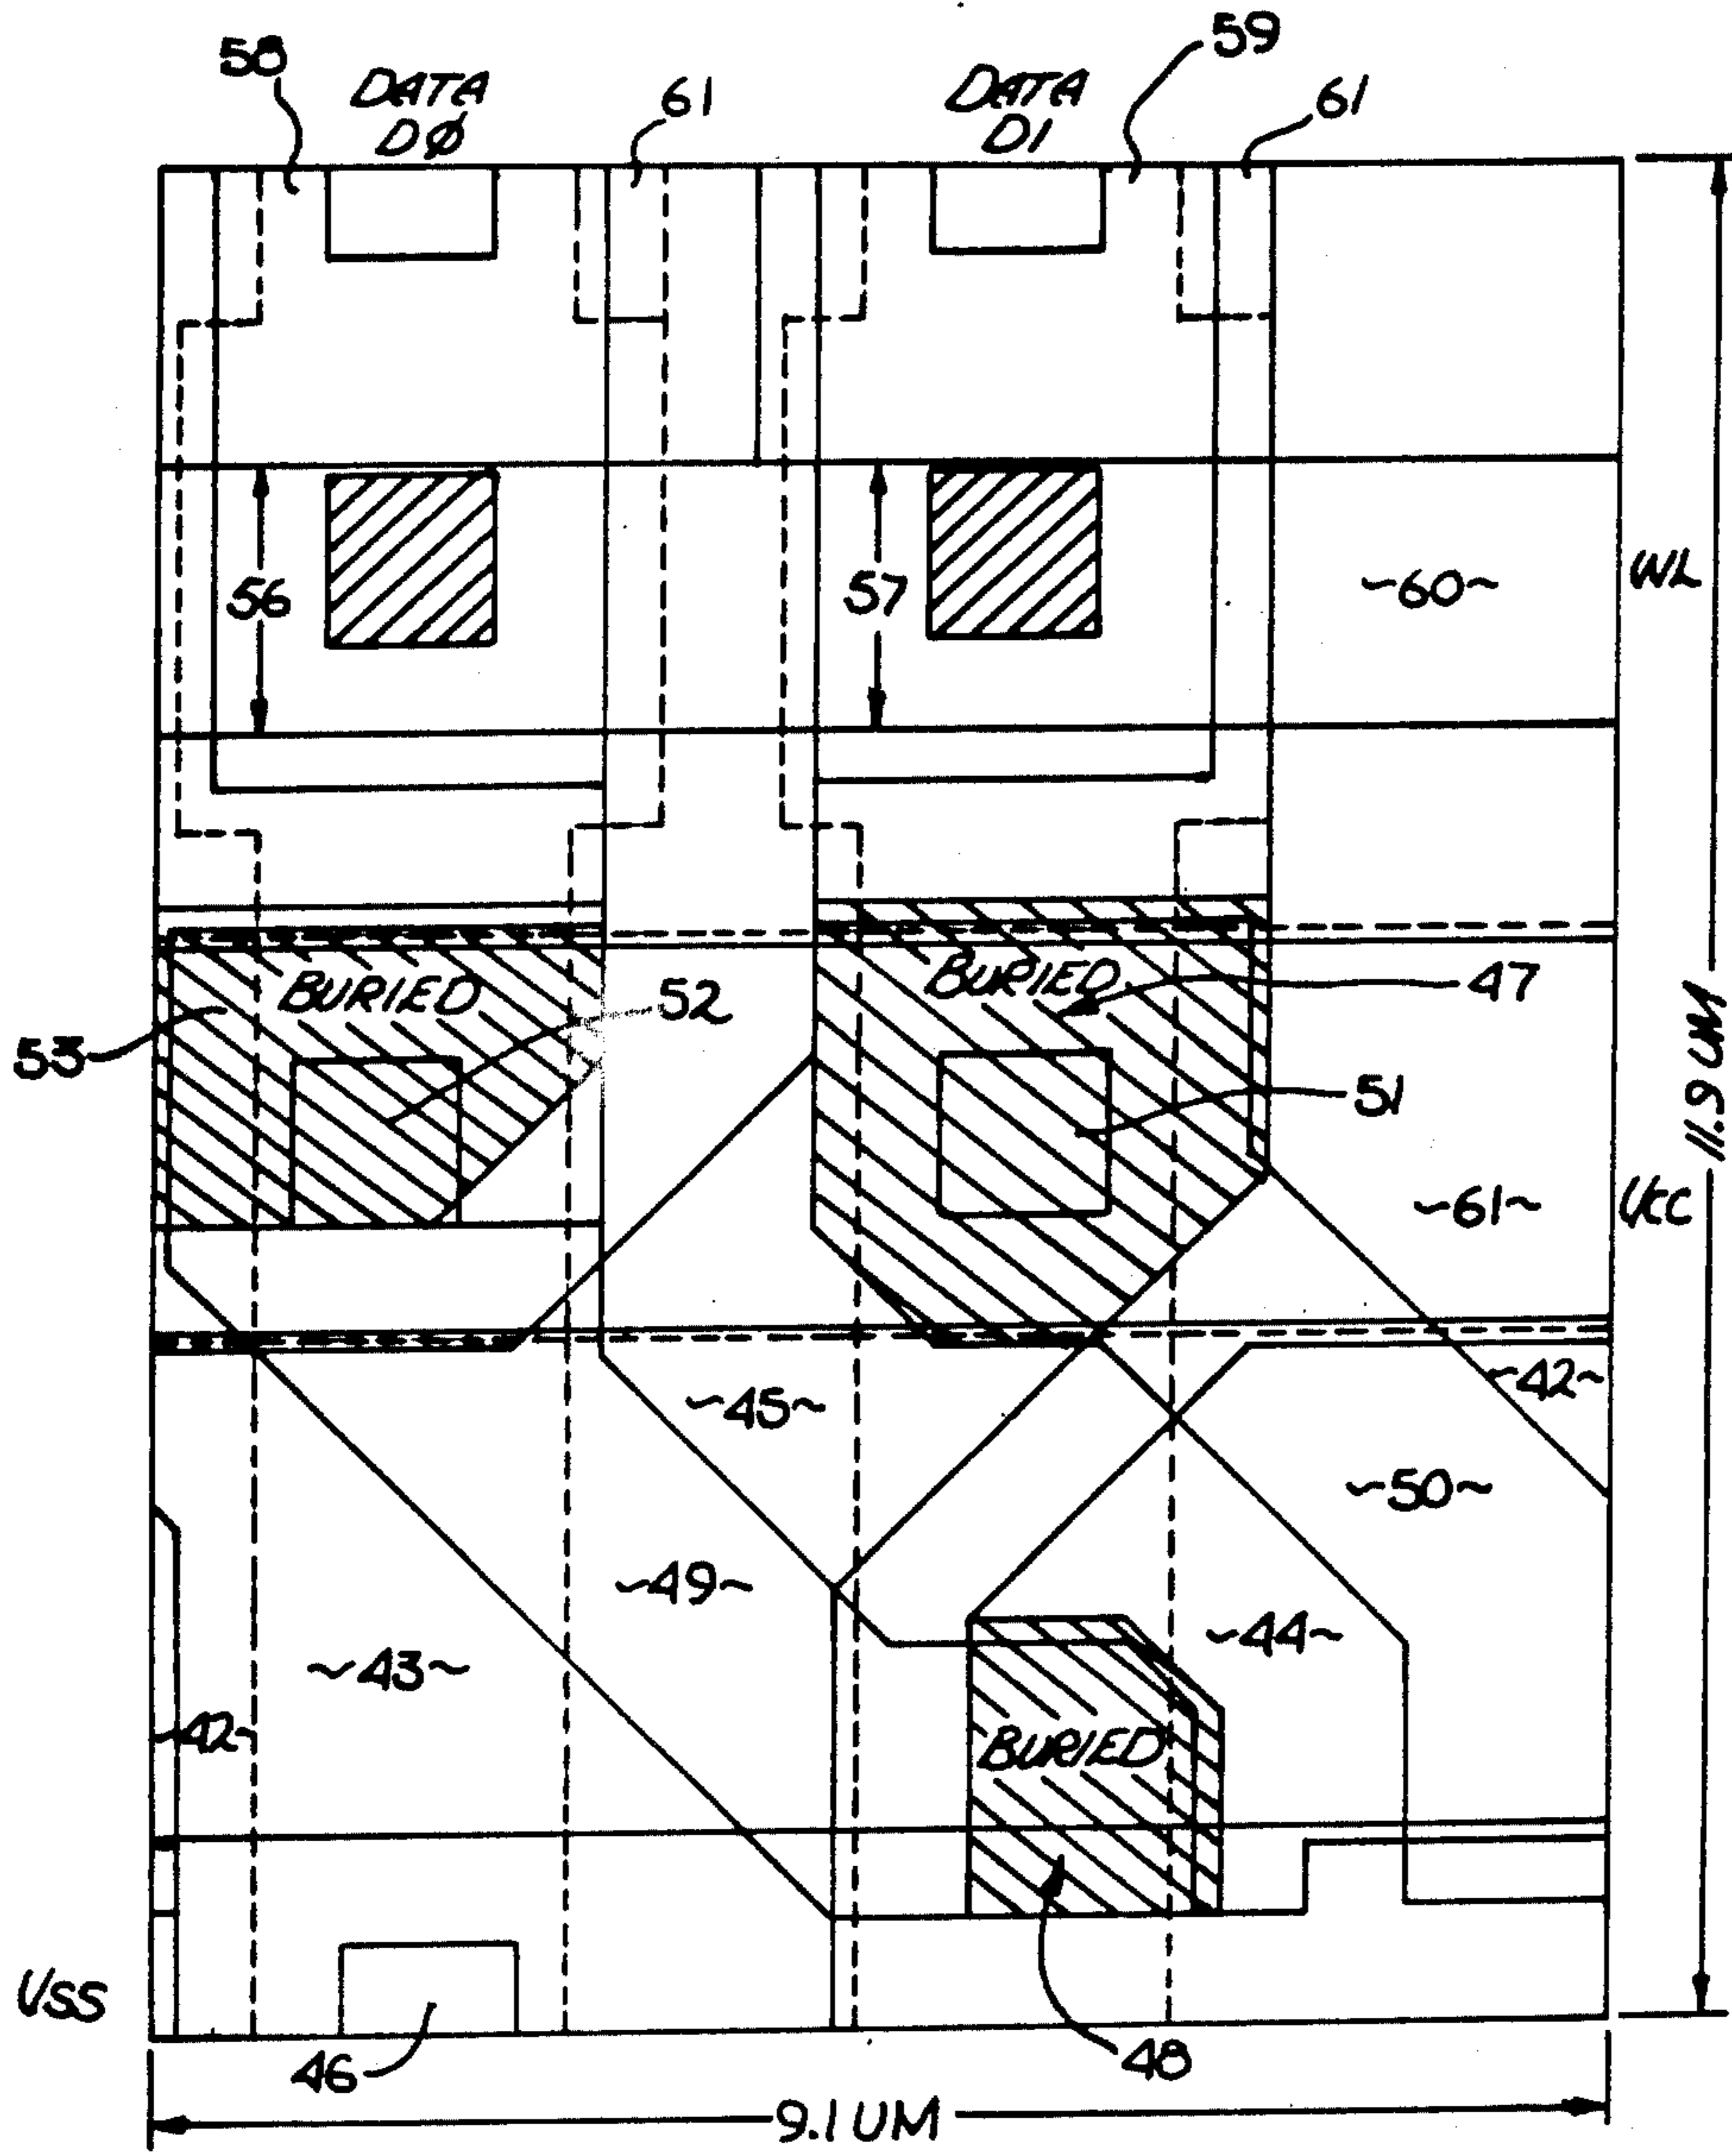 58
DATA
DØ
61
DATA
D1
59
61
56
57
~60~
WL
BURIED
BURIED
47
52
53
51
~61~
VCC
11.9 UM
~45~
~42~
~50~
~49~
~44~
~43~
~42~
BURIED
VSS
46
48
9.1 UM